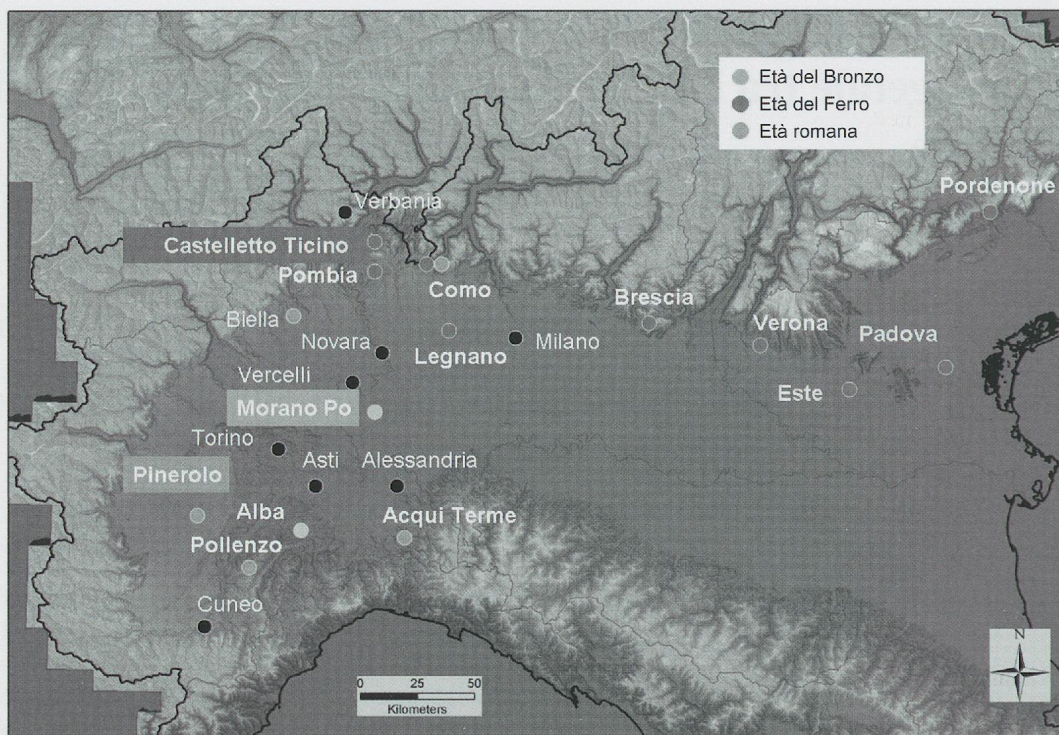 Età del Bronzo
Età del Ferro
Età romana
Pordenone
Verbania
Castelletto Ticino
Pombia
Como
Brescia
Biella
Verona
Padova
Novara
Legnano
Milano
Vercelli
Este
Morano Po
Torino
Asti
Alessandria
Pinerolo
Alba
Acqui Terme
Pollenzo
Cuneo
N
0 25 50
Kilometers